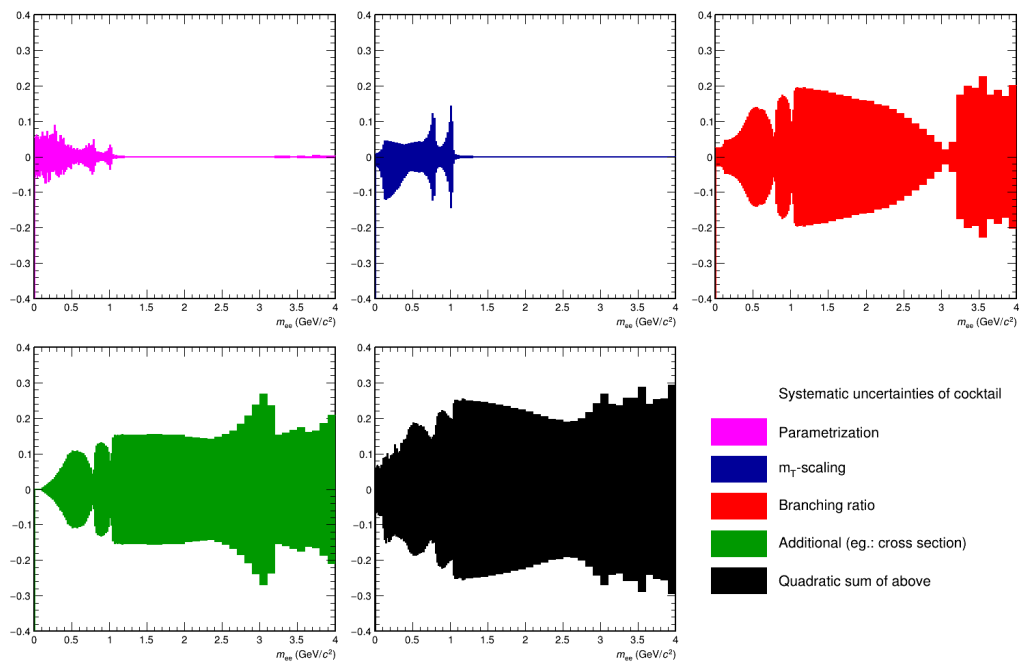 0.4 0.4 0.4
0.3 0.3 0.3
0.2 0.2 0.2
0.1 0.1 0.1
0 0 0
−0.1 −0.1 −0.1
−0.2 −0.2 −0.2
−0.3 −0.3 −0.3
−0.4 −0.4 −0.4
0 0.5 1 1.5 2 2.5 3 3.5 4 0 0.5 1 1.5 2 2.5 3 3.5 4 0 0.5 1 1.5 2 2.5 3 3.5 4
m_ee (GeV/c²) m_ee (GeV/c²) m_ee (GeV/c²)
0.4 0.4
0.3 0.3
0.2 0.2
0.1 0.1
0 0
−0.1 −0.1
−0.2 −0.2
−0.3 −0.3
−0.4 −0.4
0 0.5 1 1.5 2 2.5 3 3.5 4 0 0.5 1 1.5 2 2.5 3 3.5 4
m_ee (GeV/c²) m_ee (GeV/c²)
Systematic uncertainties of cocktail
Parametrization
m_T-scaling
Branching ratio
Additional (eg.: cross section)
Quadratic sum of above